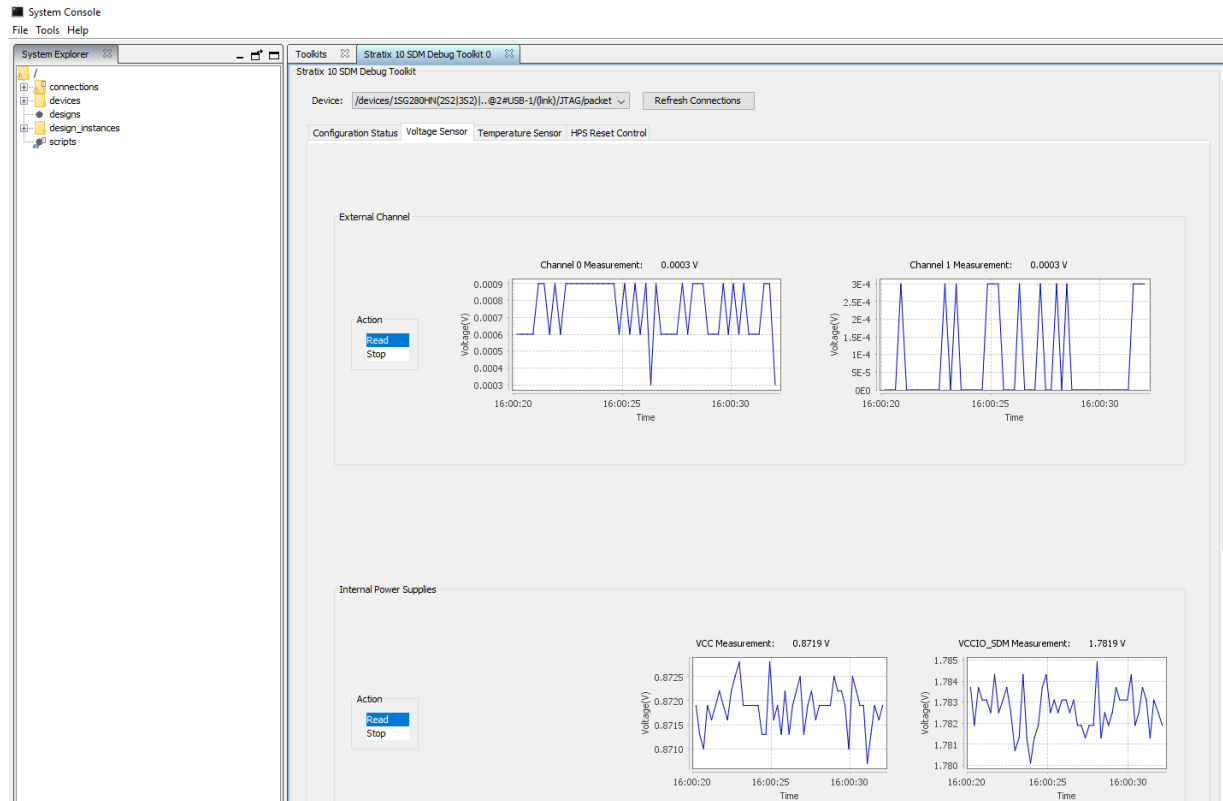 System Console
File Tools Help
System Explorer
Toolkits
Stratix 10 SDM Debug Toolkit 0
/
connections
devices
designs
design_instances
scripts
Stratix 10 SDM Debug Toolkit
Device: /devices/1SG280HN(2S2|3S2)|..@2#USB-1/(link)/JTAG/packet Refresh Connections
Configuration Status Voltage Sensor Temperature Sensor HPS Reset Control
External Channel
Action
Read
Stop
Channel 0 Measurement: 0.0003 V
Voltage(V)
0.0009
0.0008
0.0007
0.0006
0.0005
0.0004
0.0003
16:00:20 16:00:25 16:00:30
Time
Channel 1 Measurement: 0.0003 V
Voltage(V)
3E-4
2.5E-4
2E-4
1.5E-4
1E-4
5E-5
0E0
16:00:20 16:00:25 16:00:30
Time
Internal Power Supplies
Action
Read
Stop
VCC Measurement: 0.8719 V
Voltage(V)
0.8725
0.8720
0.8715
0.8710
16:00:20 16:00:25 16:00:30
Time
VCCIO_SDM Measurement: 1.7819 V
Voltage(V)
1.785
1.784
1.783
1.782
1.781
1.780
16:00:20 16:00:25 16:00:30
Time